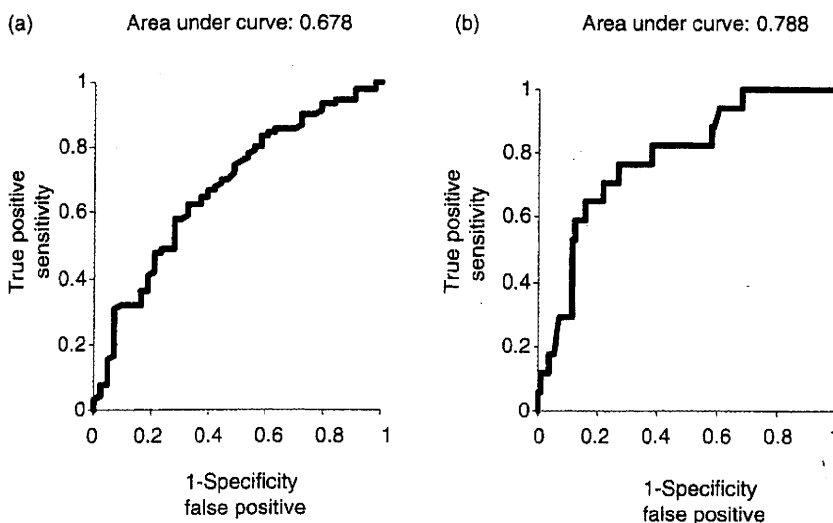 (a) Area under curve: 0.678
1
0.8
0.6
0.4
0.2
0
True positive
sensitivity
0 0.2 0.4 0.6 0.8 1
1-Specificity
false positive
(b) Area under curve: 0.788
1
0.8
0.6
0.4
0.2
0
True positive
sensitivity
0 0.2 0.4 0.6 0.8 1
1-Specificity
false positive